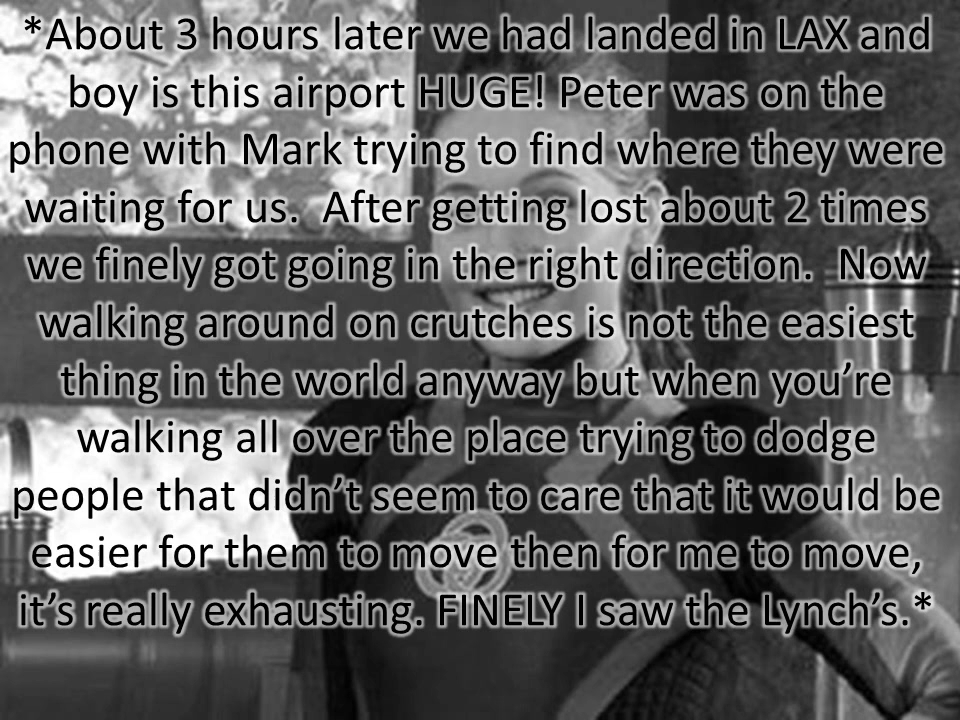 *About 3 hours later we had landed in LAX and
boy is this airport HUGE! Peter was on the
phone with Mark trying to find where they were
waiting for us.  After getting lost about 2 times
we finely got going in the right direction.  Now
walking around on crutches is not the easiest
thing in the world anyway but when you’re
walking all over the place trying to dodge
people that didn’t seem to care that it would be
easier for them to move then for me to move,
it’s really exhausting. FINELY I saw the Lynch’s.*